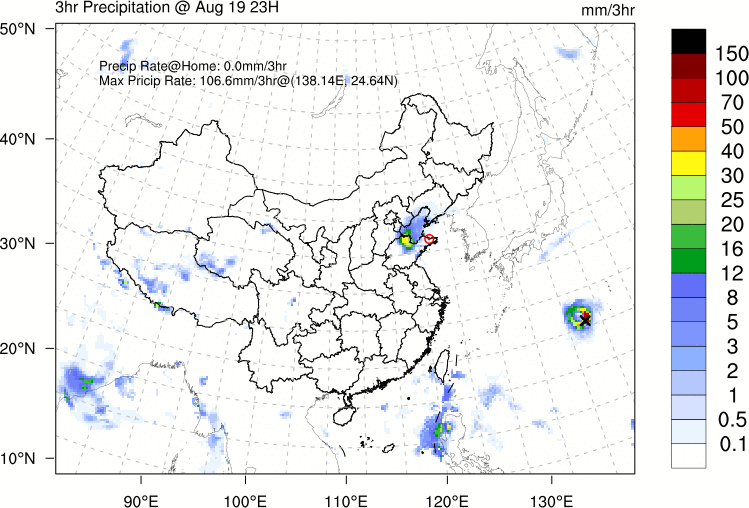 3hr Precipitation @ Aug 19 23H
mm/3hr
Precip Rate@Home: 0.0mm/3hr
Max Pricip Rate: 106.6mm/3hr@(138.14E, 24.64N)
50°N
40°N
30°N
20°N
10°N
90°E
100°E
110°E
120°E
130°E
150
100
70
50
40
30
25
20
16
12
8
5
3
2
1
0.5
0.1